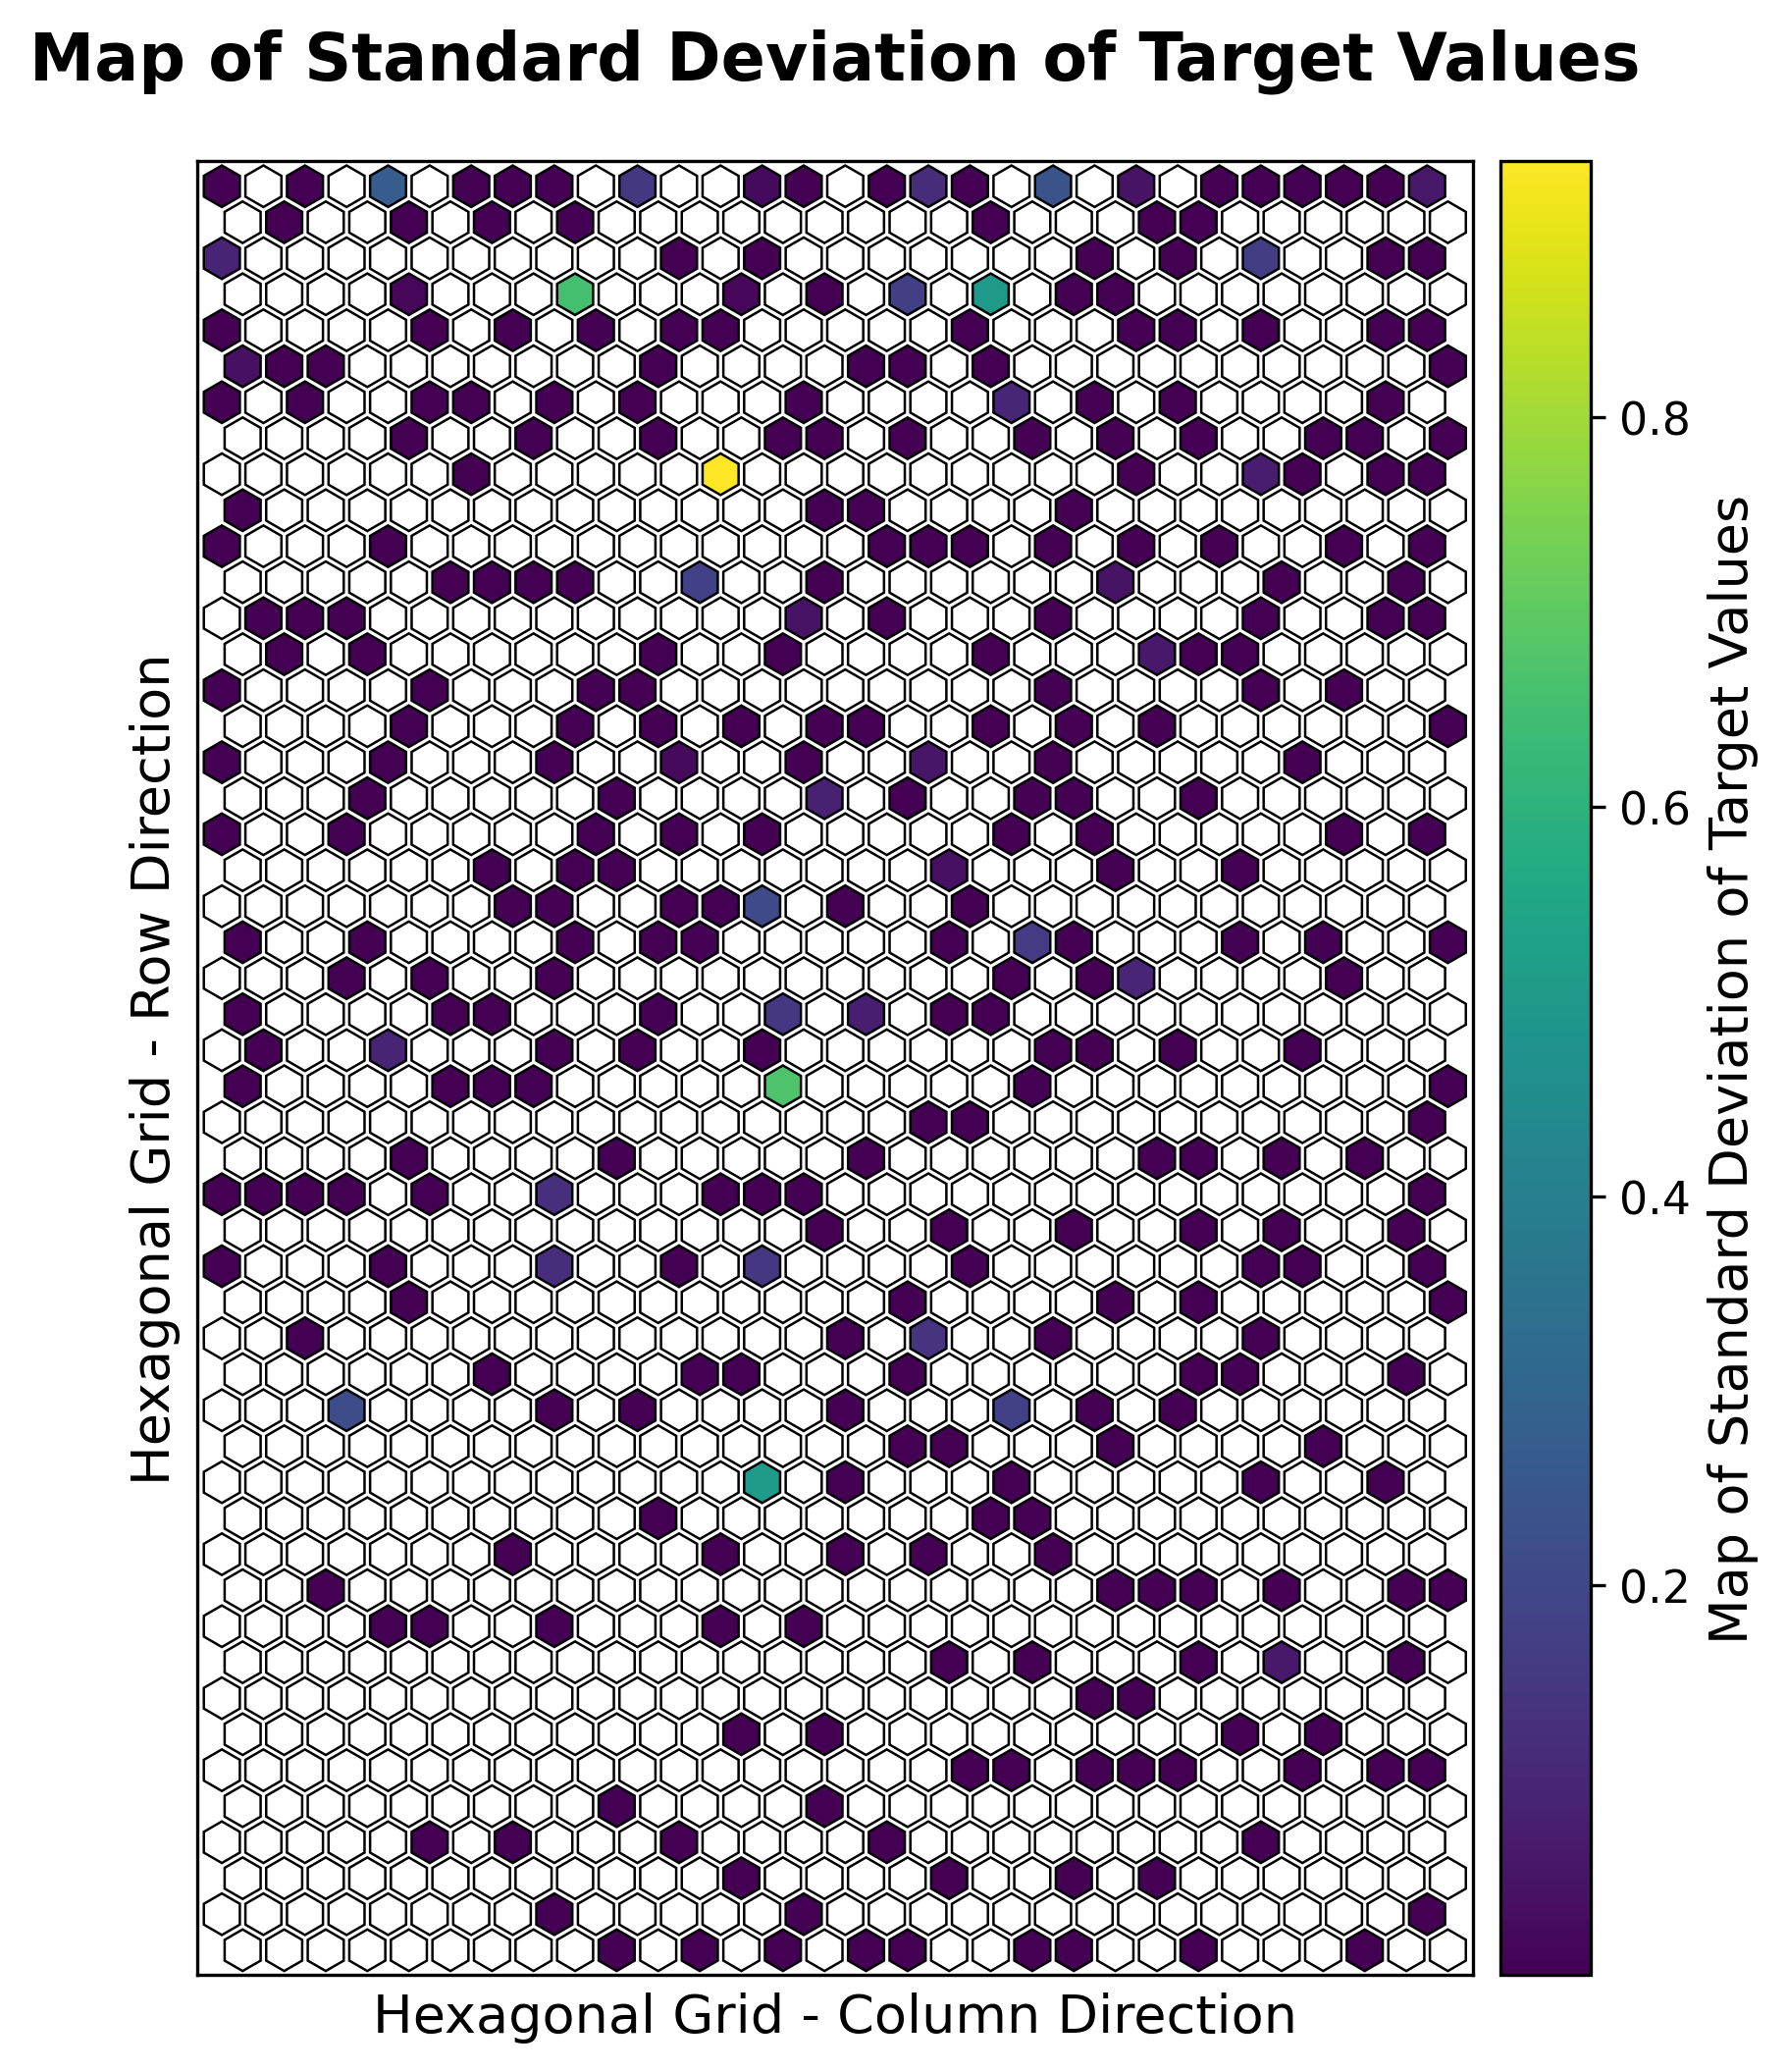 Map of Standard Deviation of Target Values
Hexagonal Grid - Row Direction
Hexagonal Grid - Column Direction
0.8
0.6
0.4
0.2
Map of Standard Deviation of Target Values